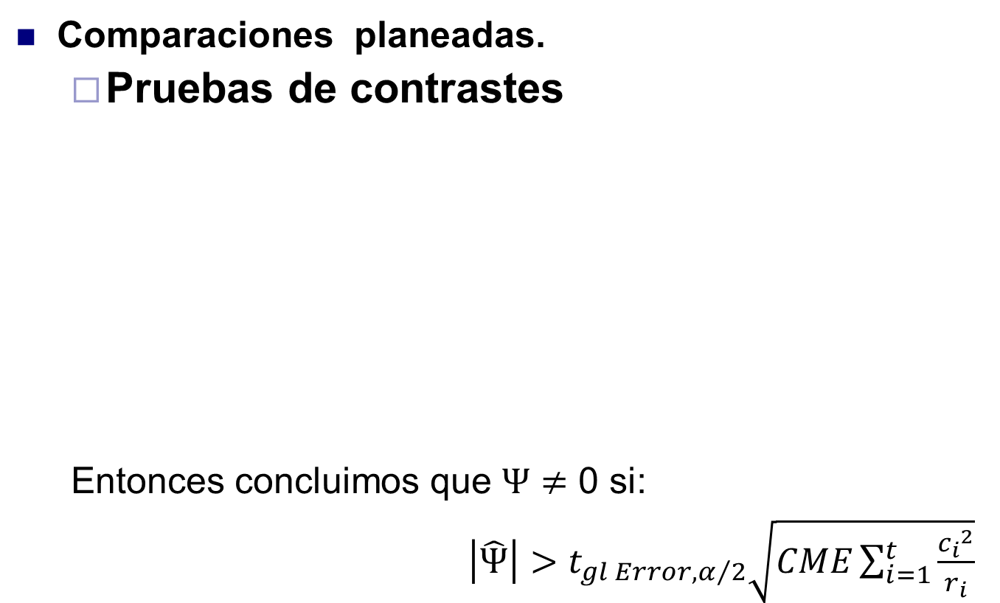 Comparaciones planeadas.
Pruebas de contrastes
Entonces concluimos que Ψ ≠ 0 si:
|Ψ̂| > t_{gl Error,α/2} √(CME ∑_{i=1}^{t} c_i²/r_i)